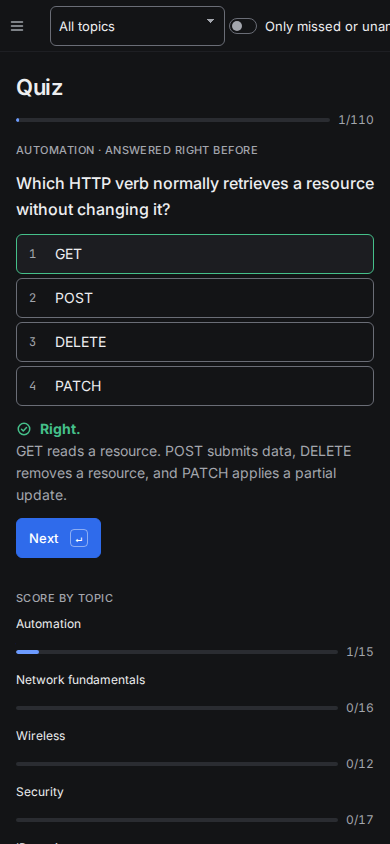 All topics
Only missed or unan
Quiz
1/110
AUTOMATION · ANSWERED RIGHT BEFORE
Which HTTP verb normally retrieves a resource
without changing it?
1 GET
2 POST
3 DELETE
4 PATCH
Right.
GET reads a resource. POST submits data, DELETE
removes a resource, and PATCH applies a partial
update.
Next ↵
SCORE BY TOPIC
Automation
1/15
Network fundamentals
0/16
Wireless
0/12
Security
0/17